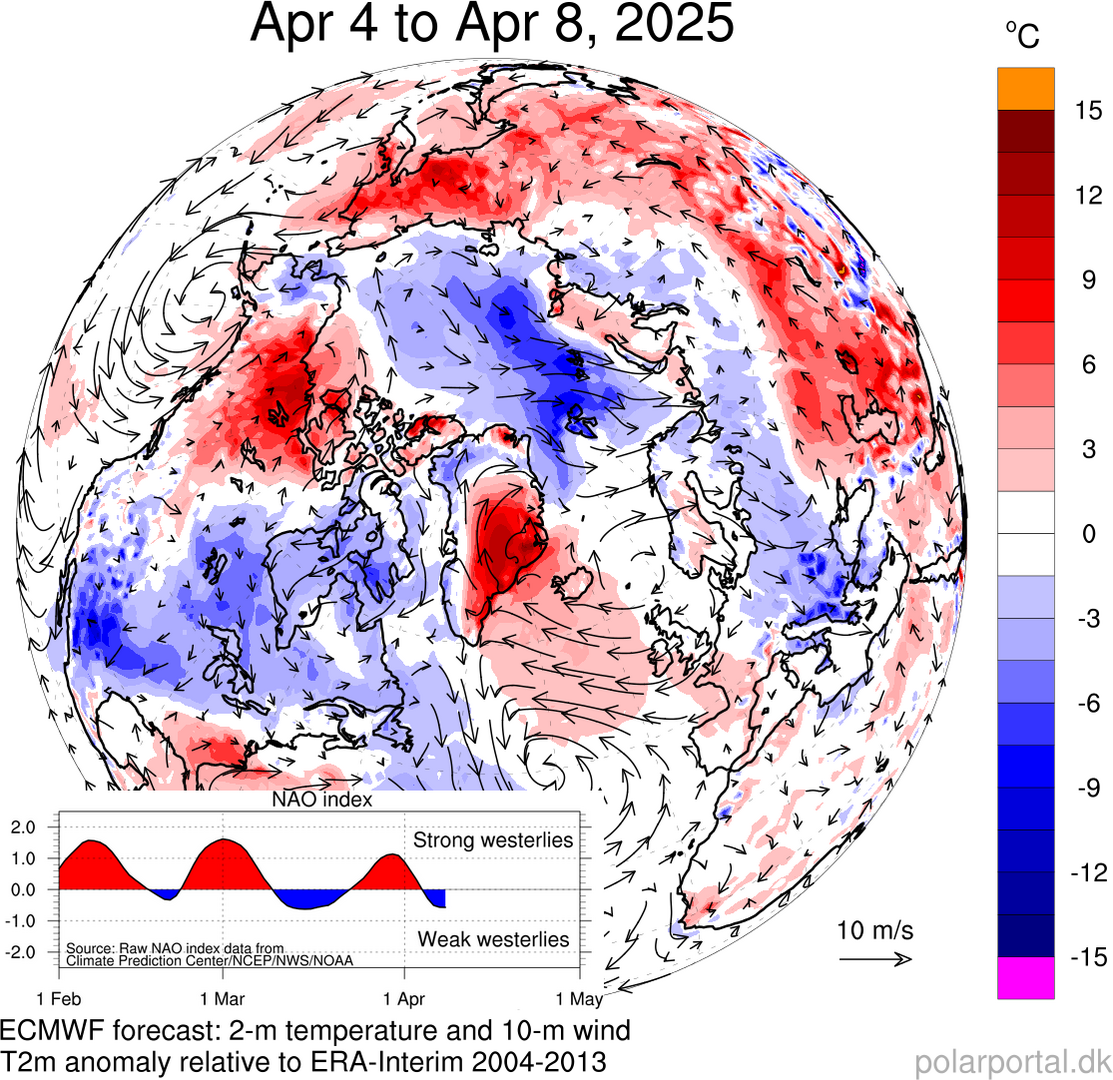 Apr 4 to Apr 8, 2025
oC
15
12
9
6
3
0
-3
-6
-9
-12
-15
NAO index
2.0
1.0
0.0
-1.0
-2.0
Strong westerlies
Weak westerlies
Source: Raw NAO index data from
Climate Prediction Center/NCEP/NWS/NOAA
1 Feb
1 Mar
1 Apr
1 May
10 m/s
ECMWF forecast: 2-m temperature and 10-m wind
T2m anomaly relative to ERA-Interim 2004-2013
polarportal.dk